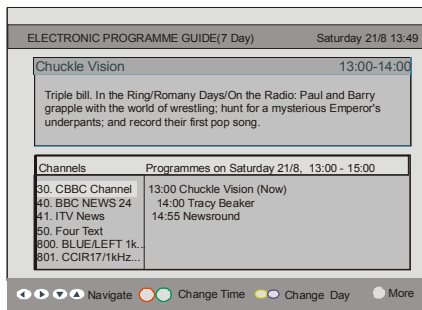 ELECTRONIC PROGRAMME GUIDE(7 Day) Saturday 21/8 13:49
Chuckle Vision 13:00-14:00
Triple bill. In the Ring/Romany Days/On the Radio: Paul and Barry
grapple with the world of wrestling; hunt for a mysterious Emperor's
underpants; and record their first pop song.
Channels Programmes on Saturday 21/8, 13:00 - 15:00
30. CBBC Channel 13:00 Chuckle Vision (Now)
40. BBC NEWS 24 14:00 Tracy Beaker
41. ITV News 14:55 Newsround
50. Four Text
800. BLUE/LEFT 1k...
801. CCIR17/1kHz...
Navigate Change Time Change Day More